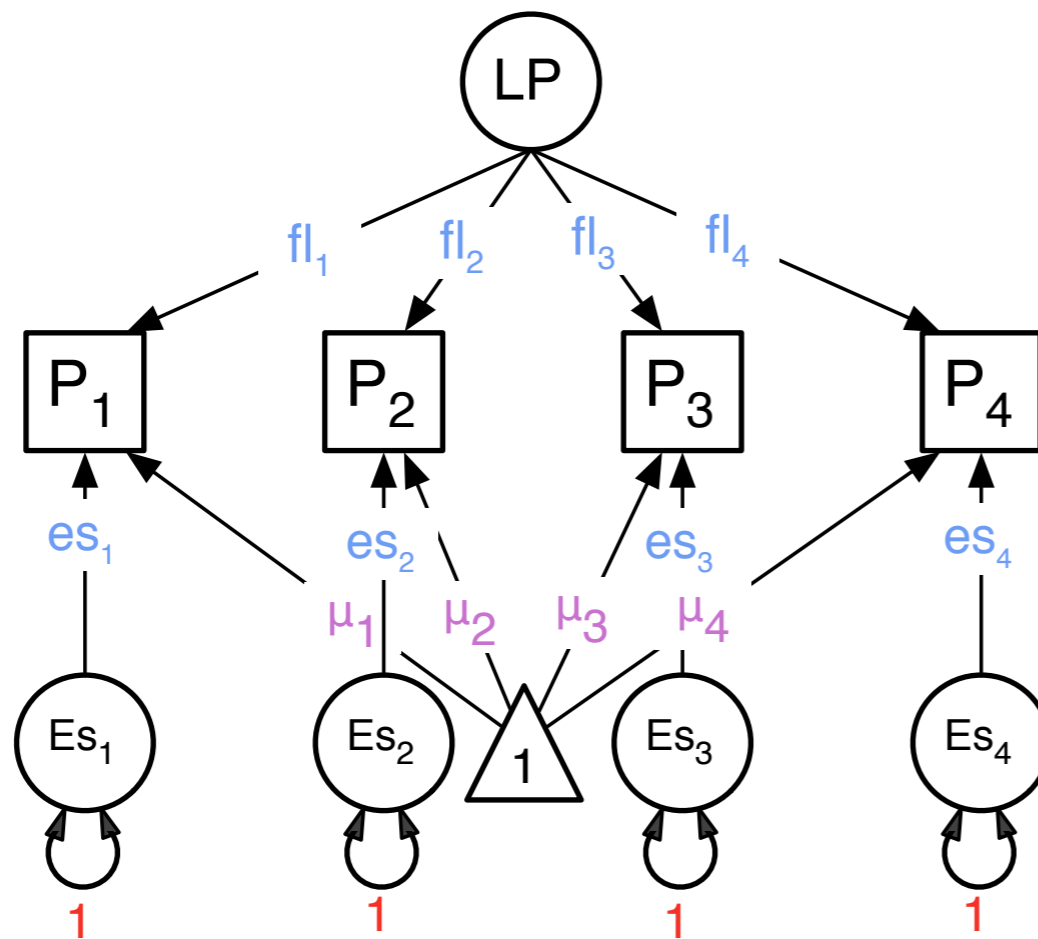 LP
fl₁ fl₂ fl₃ fl₄
P₁ P₂ P₃ P₄
es₁ es₂ es₃ es₄
µ₁ µ₂ µ₃ µ₄
Es₁ Es₂ 1 Es₃ Es₄
1 1 1 1